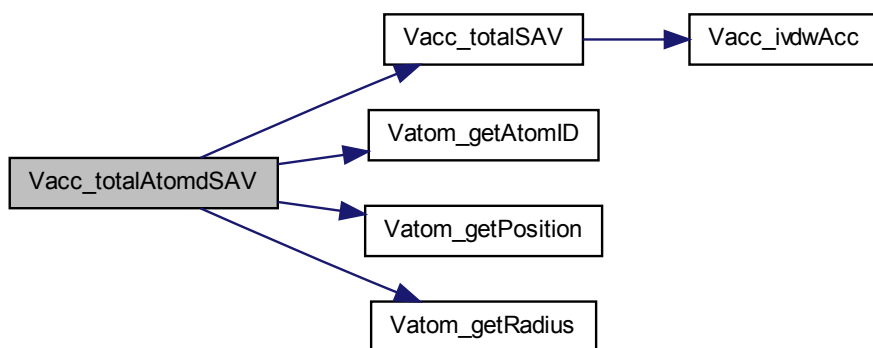 Vacc_totalSAV
Vacc_ivdwAcc
Vatom_getAtomID
Vacc_totalAtomdSAV
Vatom_getPosition
Vatom_getRadius